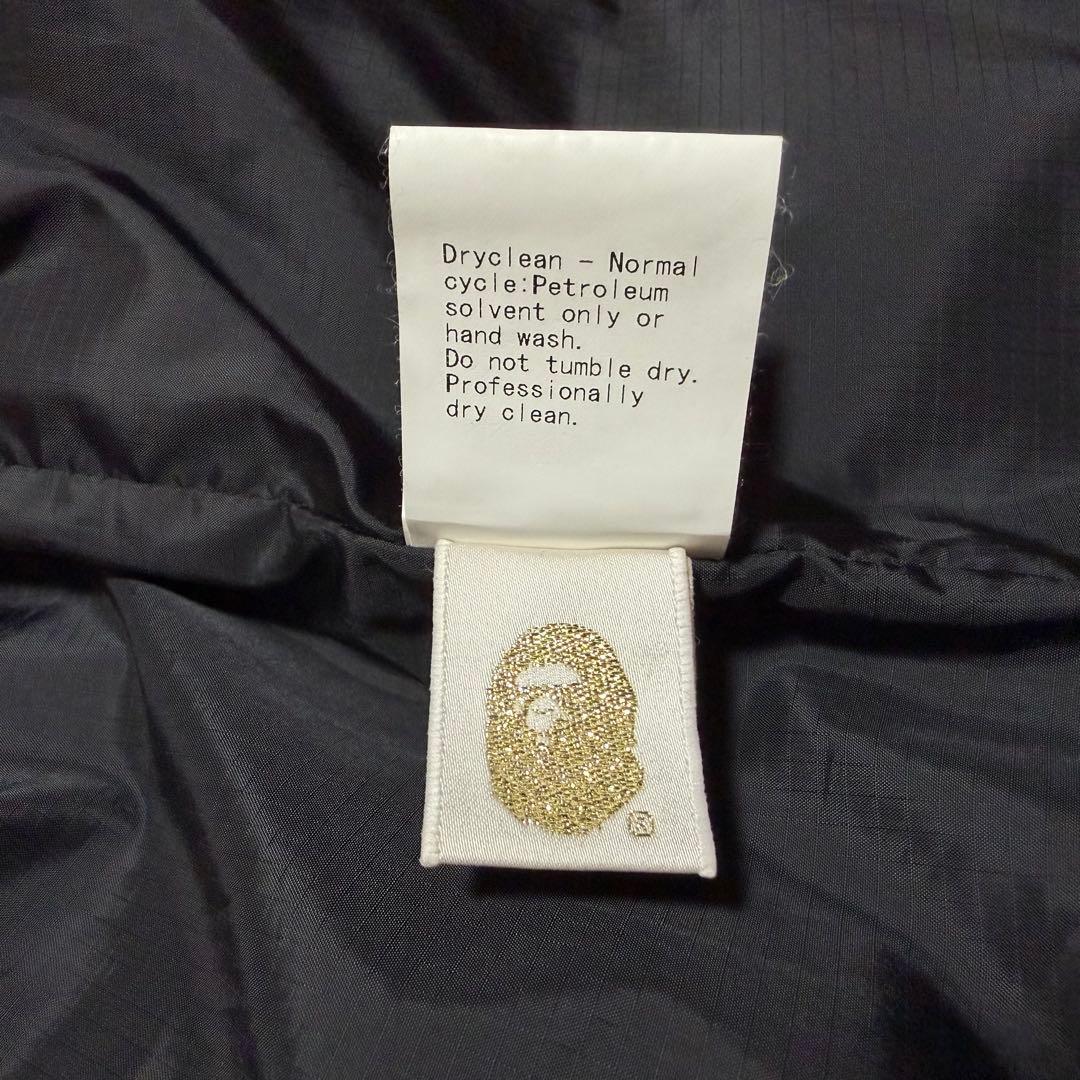 Dryclean - Normal
cycle:Petroleum
solvent only or
hand wash.
Do not tumble dry.
Professionally
dry clean.
®